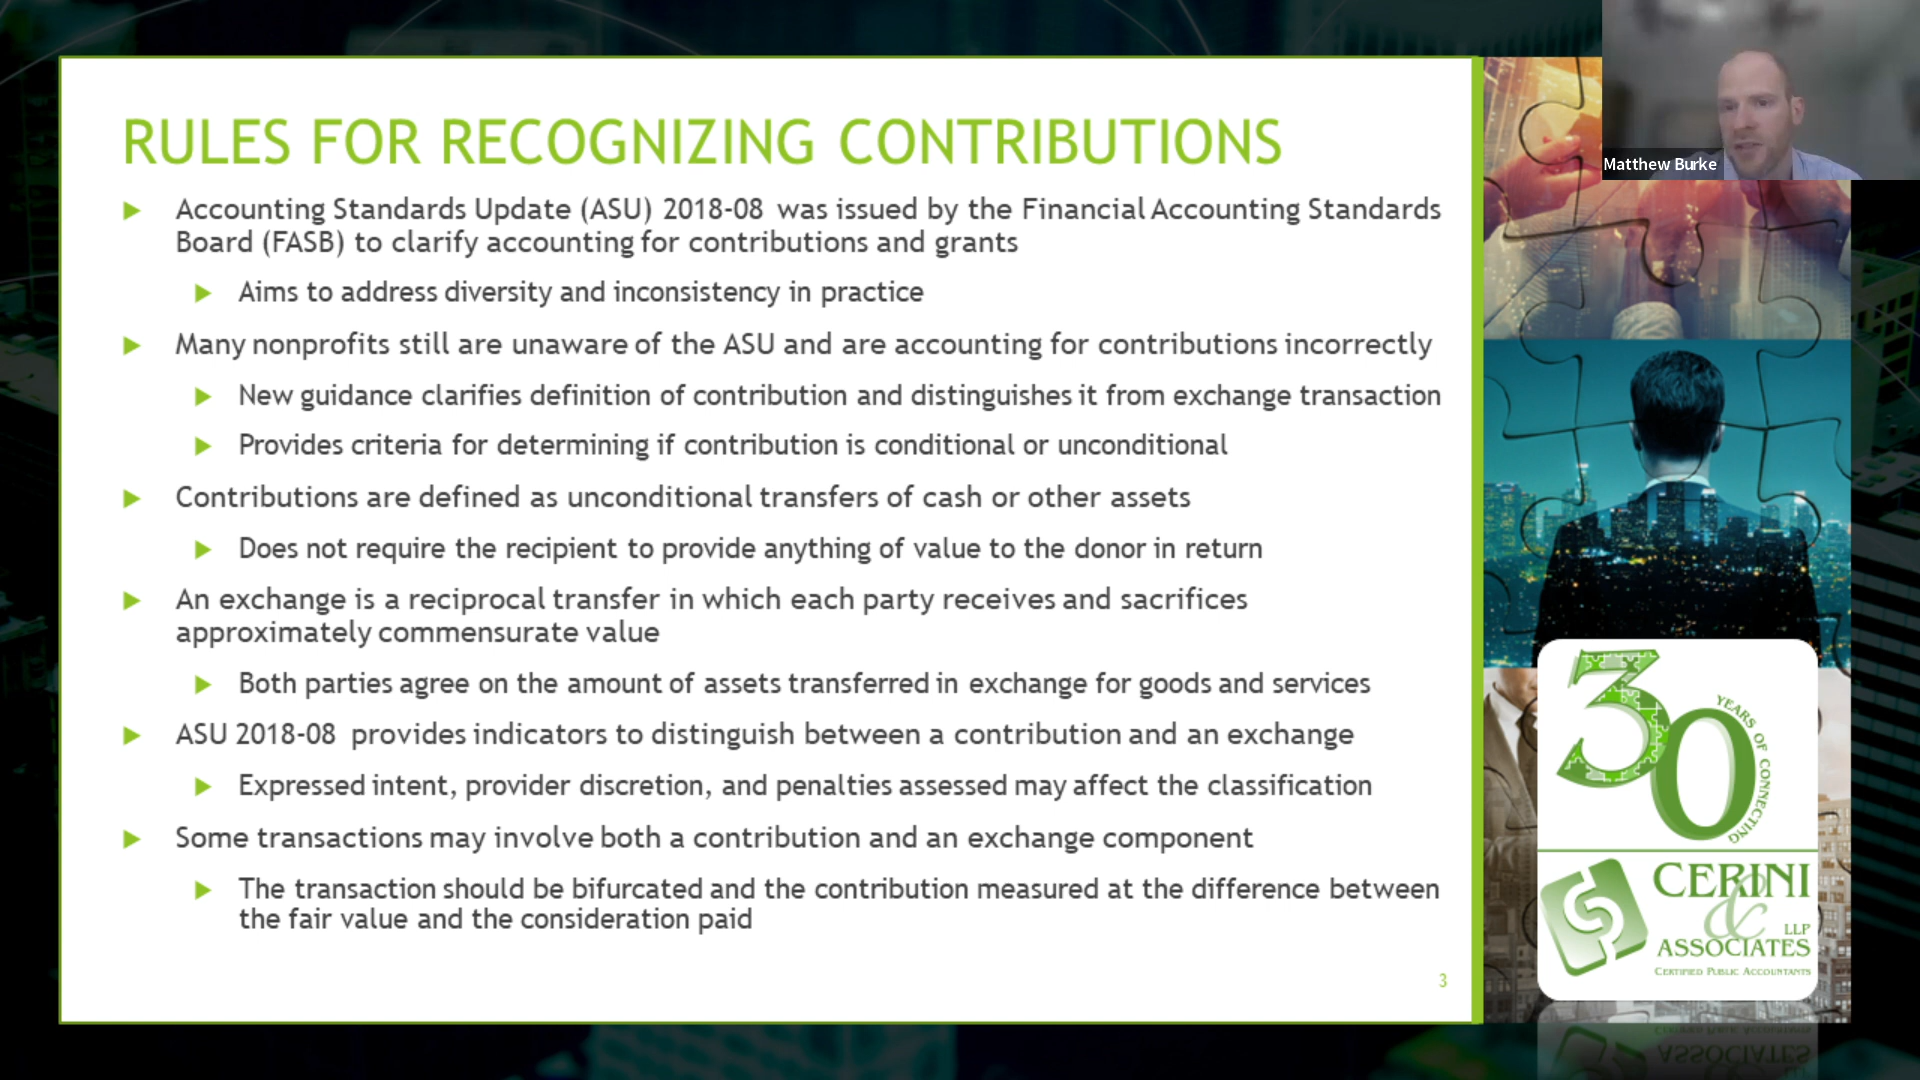 Matthew Burke
RULES FOR RECOGNIZING CONTRIBUTIONS
Accounting Standards Update (ASU) 2018-08 was issued by the Financial Accounting Standards
Board (FASB) to clarify accounting for contributions and grants
Aims to address diversity and inconsistency in practice
Many nonprofits still are unaware of the ASU and are accounting for contributions incorrectly
New guidance clarifies definition of contribution and distinguishes it from exchange transaction
Provides criteria for determining if contribution is conditional or unconditional
Contributions are defined as unconditional transfers of cash or other assets
Does not require the recipient to provide anything of value to the donor in return
An exchange is a reciprocal transfer in which each party receives and sacrifices
approximately commensurate value
Both parties agree on the amount of assets transferred in exchange for goods and services
ASU 2018-08 provides indicators to distinguish between a contribution and an exchange
Expressed intent, provider discretion, and penalties assessed may affect the classification
Some transactions may involve both a contribution and an exchange component
The transaction should be bifurcated and the contribution measured at the difference between
the fair value and the consideration paid
3
30
YEARS OF CONNECTING
CERINI
&
LLP
ASSOCIATES
CERTIFIED PUBLIC ACCOUNTANTS